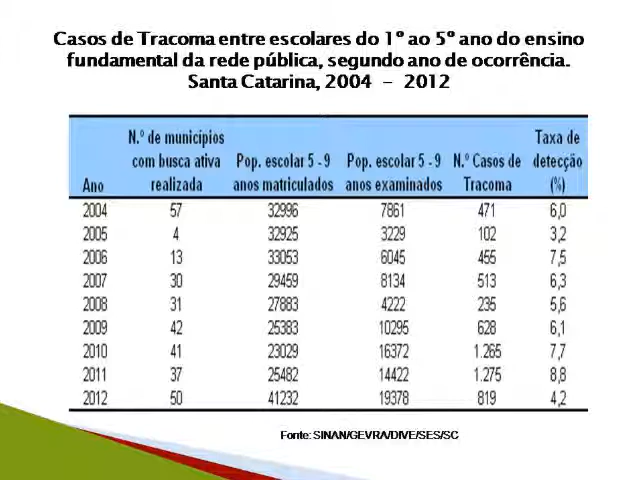 Casos de Tracoma entre escolares do 1º ao 5º ano do ensino
fundamental da rede pública, segundo ano de ocorrência.
Santa Catarina, 2004 - 2012
Ano N.º de municípios com busca ativa realizada Pop. escolar 5 - 9 anos matriculados Pop. escolar 5 - 9 anos examinados N.º Casos de Tracoma Taxa de detecção (%)
2004 57 32996 7861 471 6,0
2005 4 32925 3229 102 3,2
2006 13 33053 6045 455 7,5
2007 30 29459 8134 513 6,3
2008 31 27883 4222 235 5,6
2009 42 25383 10295 628 6,1
2010 41 23029 16372 1.265 7,7
2011 37 25482 14422 1.275 8,8
2012 50 41232 19378 819 4,2
Fonte: SINAN/GEVRA/DIVE/SES/SC